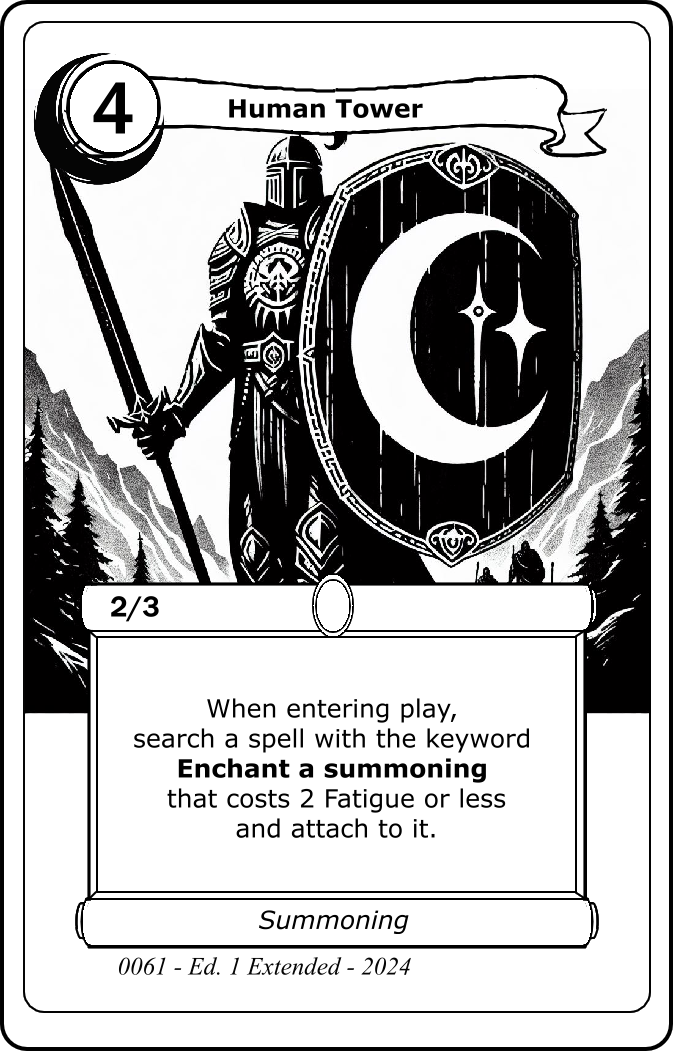 4
Human Tower
2/3
When entering play,
search a spell with the keyword
Enchant a summoning
that costs 2 Fatigue or less
and attach to it.
Summoning
0061 - Ed. 1 Extended - 2024